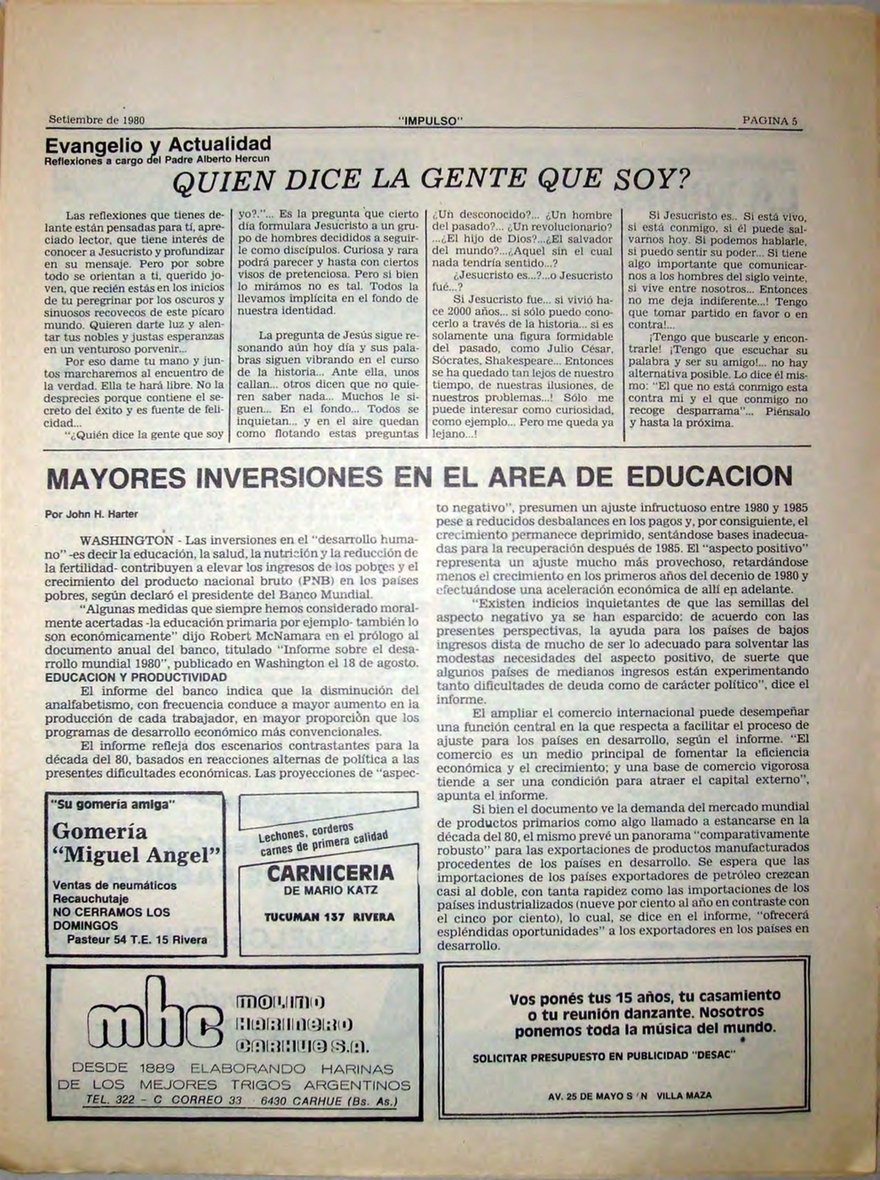 Setiembre de 1980
"IMPULSO"
PAGINA 5
Evangelio y Actualidad
Reflexiones a cargo del Padre Alberto Hercun
QUIEN DICE LA GENTE QUE SOY?
Las reflexiones que tienes de-
lante están pensadas para tí, apre-
ciado lector, que tiene interés de
conocer a Jesucristo y profundizar
en su mensaje. Pero por sobre
todo se orientan a ti, querido jo-
ven, que recién estás en los inicios
de tu peregrinar por los oscuros y
sinuosos recovecos de este pícaro
mundo. Quieren darte luz y alen-
tar tus nobles y justas esperanzas
en un venturoso porvenir...
Por eso dame tu mano y jun-
tos marcharemos al encuentro de
la verdad. Ella te hará libre. No la
desprecies porque contiene el se-
creto del éxito y es fuente de feli-
cidad...
"¿Quién dice la gente que soy
yo?."... Es la pregunta que cierto
día formulara Jesucristo a un gru-
po de hombres decididos a seguir-
le como discípulos. Curiosa y rara
podrá parecer y hasta con ciertos
visos de pretenciosa. Pero si bien
lo mirámos no es tal. Todos la
llevamos implícita en el fondo de
nuestra identidad.
La pregunta de Jesús sigue re-
sonando aún hoy día y sus pala-
bras siguen vibrando en el curso
de la historia... Ante ella, unos
callan... otros dicen que no quie-
ren saber nada... Muchos le si-
guen... En el fondo... Todos se
inquietan... y en el aire quedan
como flotando estas preguntas
¿Un desconocido?... ¿Un hombre
del pasado?... ¿Un revolucionario?
...¿El hijo de Dios?...¿El salvador
del mundo?...¿Aquel sin el cual
nada tendría sentido...?
¿Jesucristo es...?...o Jesucristo
fué...?
Si Jesucristo fue... si vivió ha-
ce 2000 años... si sólo puedo cono-
cerlo a través de la historia... si es
solamente una figura formidable
del pasado, como Julio César,
Sócrates, Shakespeare... Entonces
se ha quedado tan lejos de nuestro
tiempo, de nuestras ilusiones, de
nuestros problemas...! Sólo me
puede interesar como curiosidad,
como ejemplo... Pero me queda ya
lejano...!
Si Jesucristo es.. Si está vivo,
si está conmigo, si él puede sal-
varnos hoy. Si podemos hablarle,
si puedo sentir su poder... Si tiene
algo importante que comunicar-
nos a los hombres del siglo veinte,
si vive entre nosotros... Entonces
no me deja indiferente...! Tengo
que tomar partido en favor o en
contra!...
¡Tengo que buscarle y encon-
trarle! ¡Tengo que escuchar su
palabra y ser su amigo!... no hay
alternativa posible. Lo dice él mis-
mo: "El que no está conmigo esta
contra mi y el que conmigo no
recoge desparrama"... Piénsalo
y hasta la próxima.
MAYORES INVERSIONES EN EL AREA DE EDUCACION
Por John H. Harter
WASHINGTON - Las inversiones en el "desarrollo huma-
no" -es decir la educación, la salud, la nutrición y la reducción de
la fertilidad- contribuyen a elevar los ingresos de los pobres y el
crecimiento del producto nacional bruto (PNB) en los países
pobres, según declaró el presidente del Banco Mundial.
"Algunas medidas que siempre hemos considerado moral-
mente acertadas -la educación primaria por ejemplo- también lo
son económicamente" dijo Robert McNamara en el prólogo al
documento anual del banco, titulado "Informe sobre el desa-
rrollo mundial 1980", publicado en Washington el 18 de agosto.
EDUCACION Y PRODUCTIVIDAD
El informe del banco indica que la disminución del
analfabetismo, con frecuencia conduce a mayor aumento en la
producción de cada trabajador, en mayor proporción que los
programas de desarrollo económico más convencionales.
El informe refleja dos escenarios contrastantes para la
década del 80, basados en reacciones alternas de política a las
presentes dificultades económicas. Las proyecciones de "aspec-
to negativo", presumen un ajuste infructuoso entre 1980 y 1985
pese a reducidos desbalances en los pagos y, por consiguiente, el
crecimiento permanece deprimido, sentándose bases inadecua-
das para la recuperación después de 1985. El "aspecto positivo"
representa un ajuste mucho más provechoso, retardándose
menos el crecimiento en los primeros años del decenio de 1980 y
efectuándose una aceleración económica de allí en adelante.
"Existen indicios inquietantes de que las semillas del
aspecto negativo ya se han esparcido: de acuerdo con las
presentes perspectivas, la ayuda para los países de bajos
ingresos dista de mucho de ser lo adecuado para solventar las
modestas necesidades del aspecto positivo, de suerte que
algunos países de medianos ingresos están experimentando
tanto dificultades de deuda como de carácter político", dice el
informe.
El ampliar el comercio internacional puede desempeñar
una función central en la que respecta a facilitar el proceso de
ajuste para los países en desarrollo, según el informe. "El
comercio es un medio principal de fomentar la eficiencia
económica y el crecimiento; y una base de comercio vigorosa
tiende a ser una condición para atraer el capital externo",
apunta el informe.
Si bien el documento ve la demanda del mercado mundial
de productos primarios como algo llamado a estancarse en la
década del 80, el mismo prevé un panorama "comparativamente
robusto" para las exportaciones de productos manufacturados
procedentes de los países en desarrollo. Se espera que las
importaciones de los países exportadores de petróleo crezcan
casi al doble, con tanta rapidez como las importaciones de los
países industrializados (nueve por ciento al año en contraste con
el cinco por ciento), lo cual, se dice en el informe, "ofrecerá
espléndidas oportunidades" a los exportadores en los países en
desarrollo.
"Su gomería amiga"
Gomería
"Miguel Angel"
Ventas de neumáticos
Recauchutaje
NO CERRAMOS LOS
DOMINGOS
Pasteur 54 T.E. 15 Rivera
Lechones, corderos
carnes de primera calidad
CARNICERIA
DE MARIO KATZ
TUCUMAN 137 RIVERA
mhc
MOLINO
HARINERO
CARHUE S.A.
DESDE 1889 ELABORANDO HARINAS
DE LOS MEJORES TRIGOS ARGENTINOS
TEL. 322 - C CORREO 33 6430 CARHUE (Bs. As.)
Vos ponés tus 15 años, tu casamiento
o tu reunión danzante. Nosotros
ponemos toda la música del mundo.
SOLICITAR PRESUPUESTO EN PUBLICIDAD "DESAC"
AV. 25 DE MAYO S/N VILLA MAZA